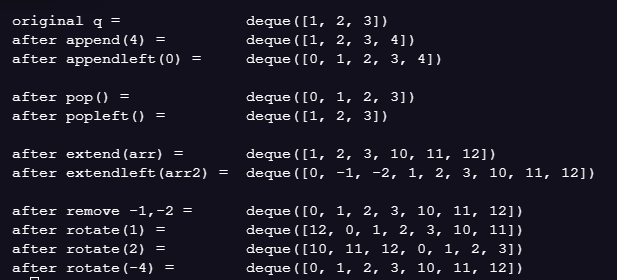 original q =              deque([1, 2, 3])
after append(4) =         deque([1, 2, 3, 4])
after appendleft(0) =     deque([0, 1, 2, 3, 4])
after pop() =             deque([0, 1, 2, 3])
after popleft() =         deque([1, 2, 3])
after extend(arr) =       deque([1, 2, 3, 10, 11, 12])
after extendleft(arr2) =  deque([0, -1, -2, 1, 2, 3, 10, 11, 12])
after remove -1,-2 =      deque([0, 1, 2, 3, 10, 11, 12])
after rotate(1) =         deque([12, 0, 1, 2, 3, 10, 11])
after rotate(2) =         deque([10, 11, 12, 0, 1, 2, 3])
after rotate(-4) =        deque([0, 1, 2, 3, 10, 11, 12])